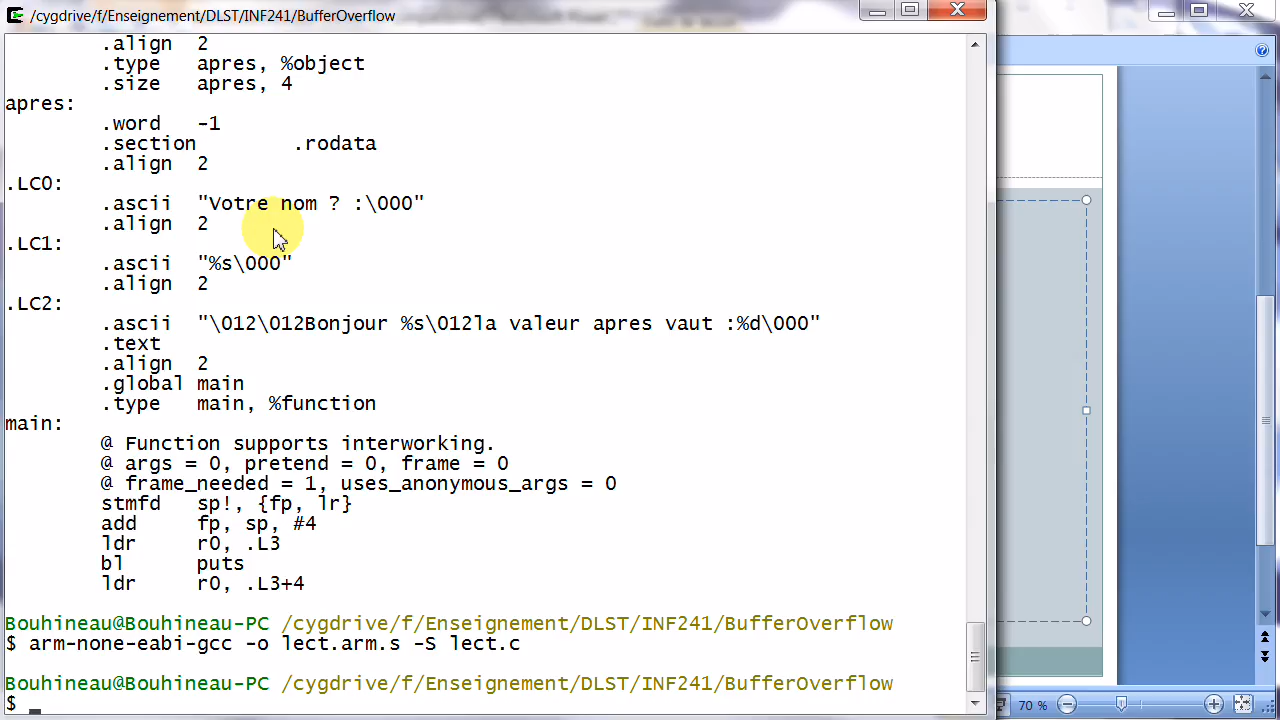 /cygdrive/f/Enseignement/DLST/INF241/BufferOverflow
.align 2
.type apres, %object
.size apres, 4
apres:
.word -1
.section .rodata
.align 2
.LC0:
.ascii "Votre nom ? :\000"
.align 2
.LC1:
.ascii "%s\000"
.align 2
.LC2:
.ascii "\012\012Bonjour %s\012la valeur apres vaut :%d\000"
.text
.align 2
.global main
.type main, %function
main:
@ Function supports interworking.
@ args = 0, pretend = 0, frame = 0
@ frame_needed = 1, uses_anonymous_args = 0
stmfd sp!, {fp, lr}
add fp, sp, #4
ldr r0, .L3
bl puts
ldr r0, .L3+4
Bouhineau@Bouhineau-PC /cygdrive/f/Enseignement/DLST/INF241/BufferOverflow
$ arm-none-eabi-gcc -o lect.arm.s -S lect.c
Bouhineau@Bouhineau-PC /cygdrive/f/Enseignement/DLST/INF241/BufferOverflow
$
70 %